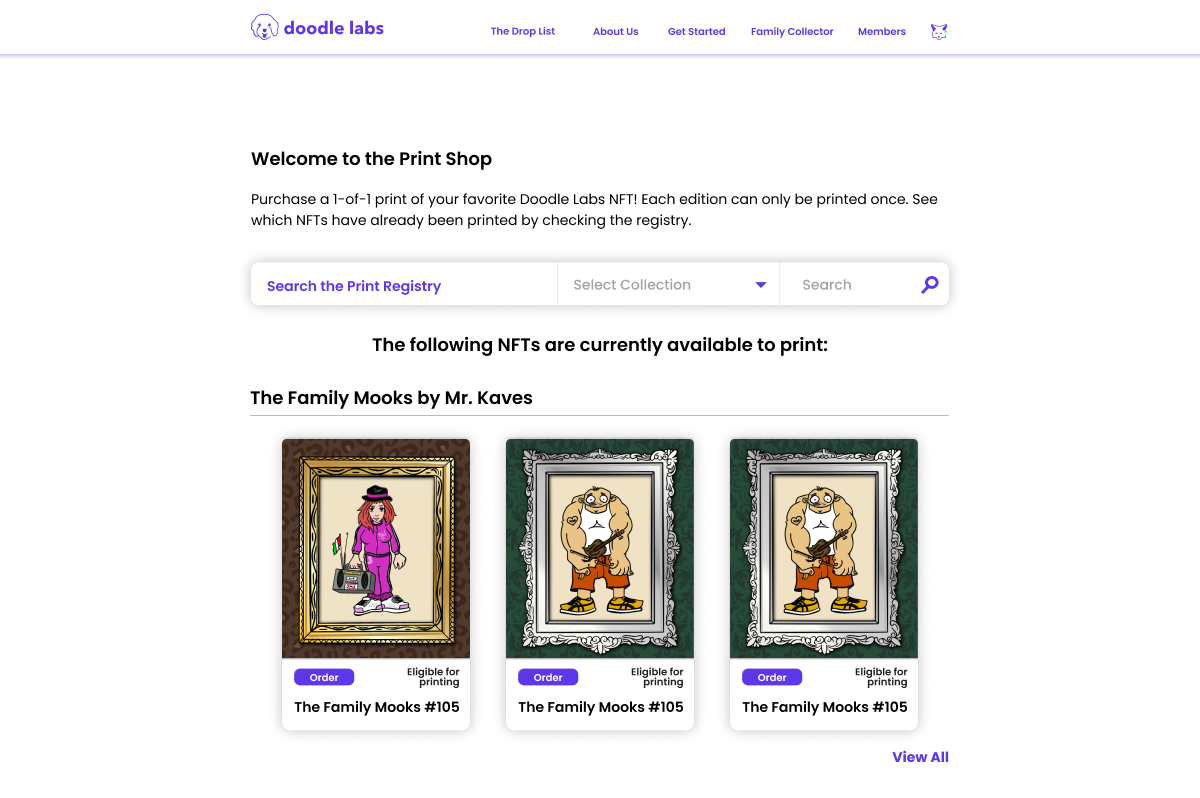 doodle labs
The Drop List
About Us
Get Started
Family Collector
Members
Welcome to the Print Shop
Purchase a 1-of-1 print of your favorite Doodle Labs NFT! Each edition can only be printed once. See
which NFTs have already been printed by checking the registry.
Search the Print Registry
Select Collection
Search
The following NFTs are currently available to print:
The Family Mooks by Mr. Kaves
Order
Eligible for
printing
The Family Mooks #105
Order
Eligible for
printing
The Family Mooks #105
Order
Eligible for
printing
The Family Mooks #105
View All